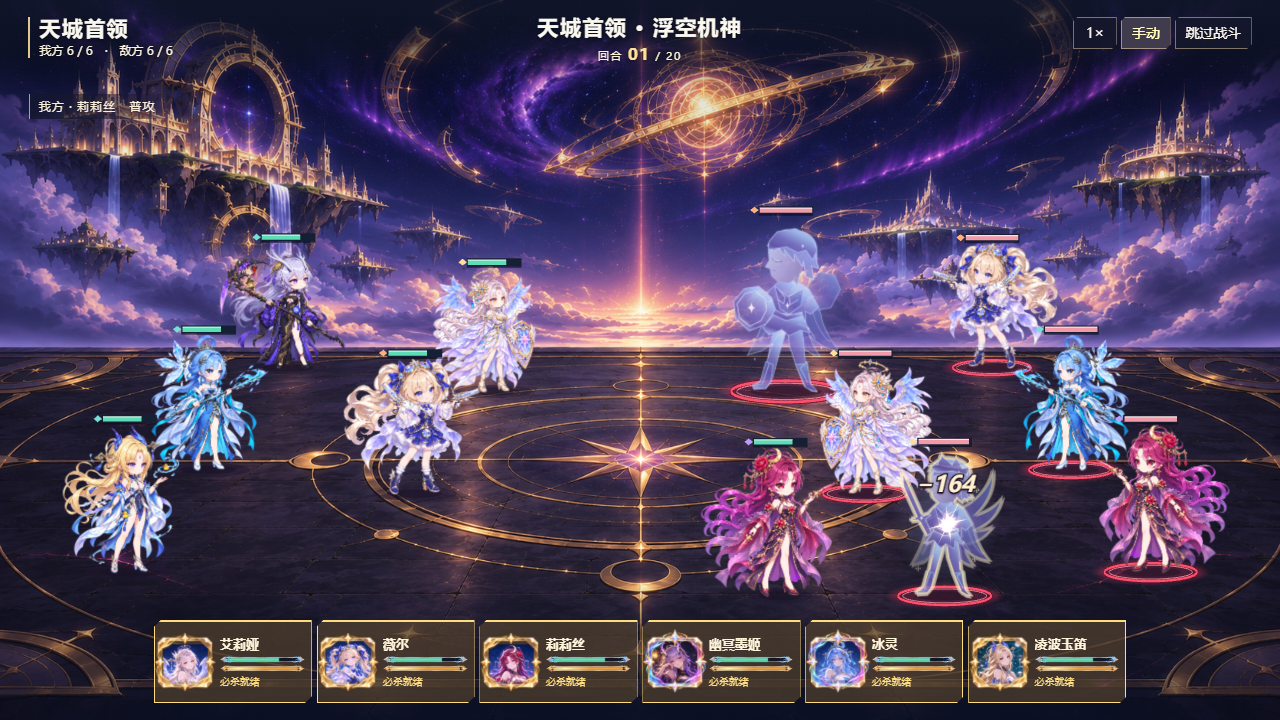 天城首领
我方 6 / 6 · 敌方 6 / 6
天城首领 • 浮空机神
回合 01 / 20
1×
手动
跳过战斗
我方 · 莉莉丝 普攻
-164
艾莉娅
必杀就绪
薇尔
必杀就绪
莉莉丝
必杀就绪
幽冥墨姬
必杀就绪
冰灵
必杀就绪
凌波玉笛
必杀就绪